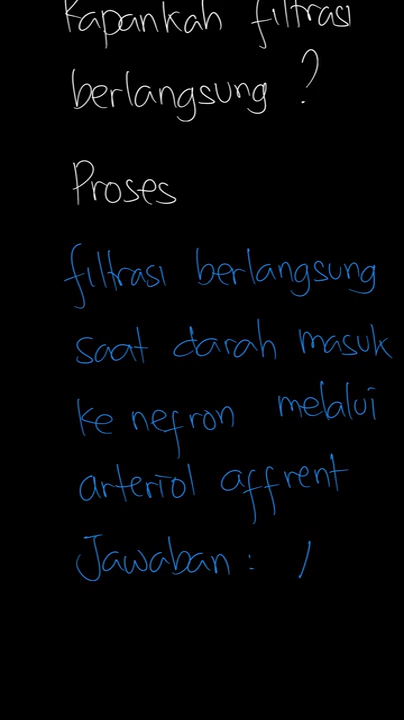 Kapankah filtrasi
berlangsung ?
Proses
filtrasi berlangsung
saat darah masuk
ke nefron melalui
arteriol affrent
Jawaban :